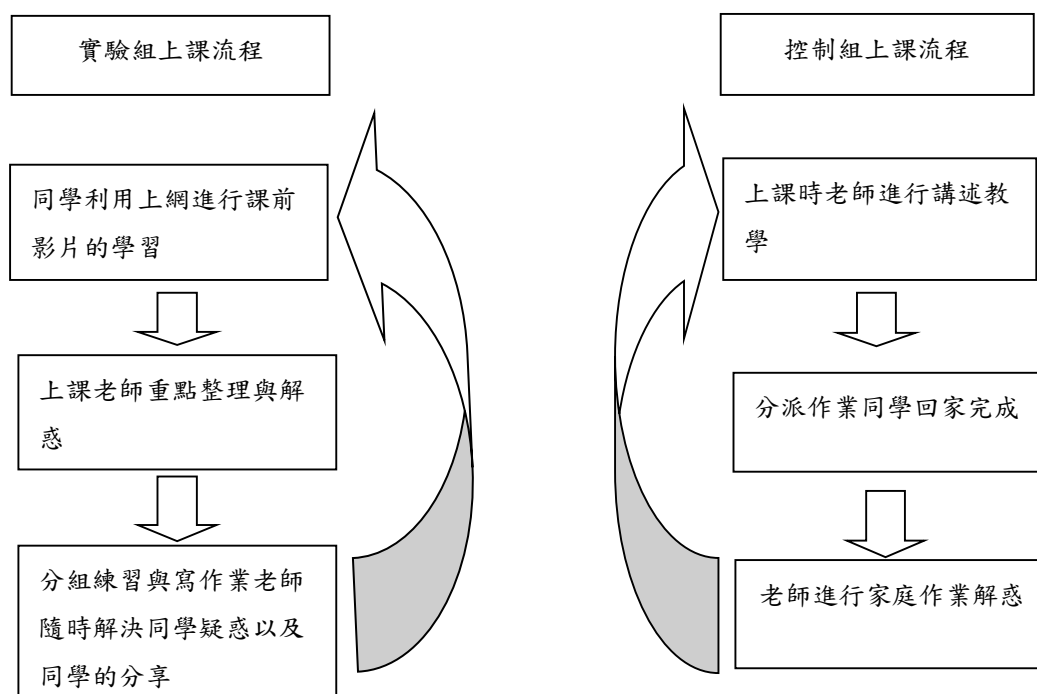 實驗組上課流程
同學利用上網進行課前
影片的學習
上課老師重點整理與解
惑
分組練習與寫作業老師
隨時解決同學疑惑以及
同學的分享
控制組上課流程
上課時老師進行講述教
學
分派作業同學回家完成
老師進行家庭作業解惑